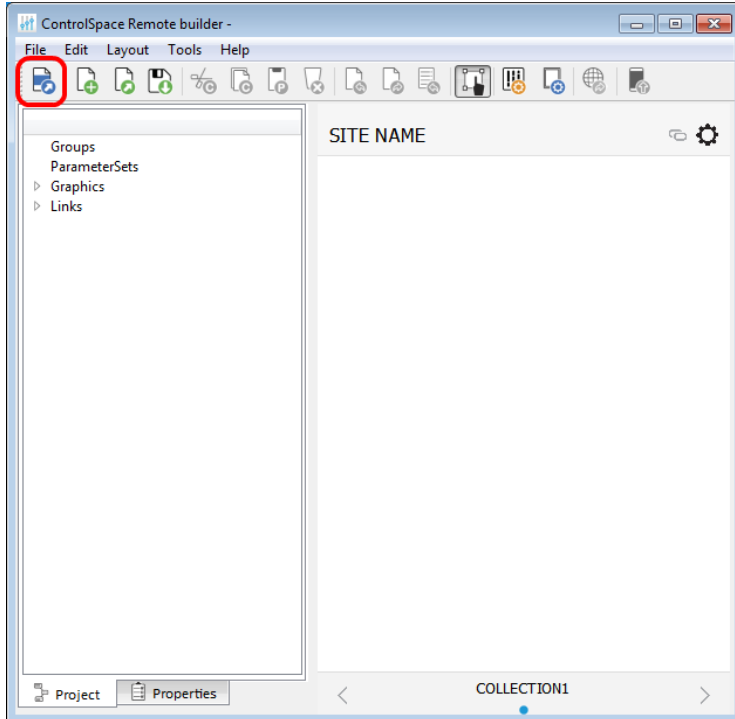 ControlSpace Remote builder -
File Edit Layout Tools Help
SITE NAME
Groups
ParameterSets
Graphics
Links
Project Properties
COLLECTION1